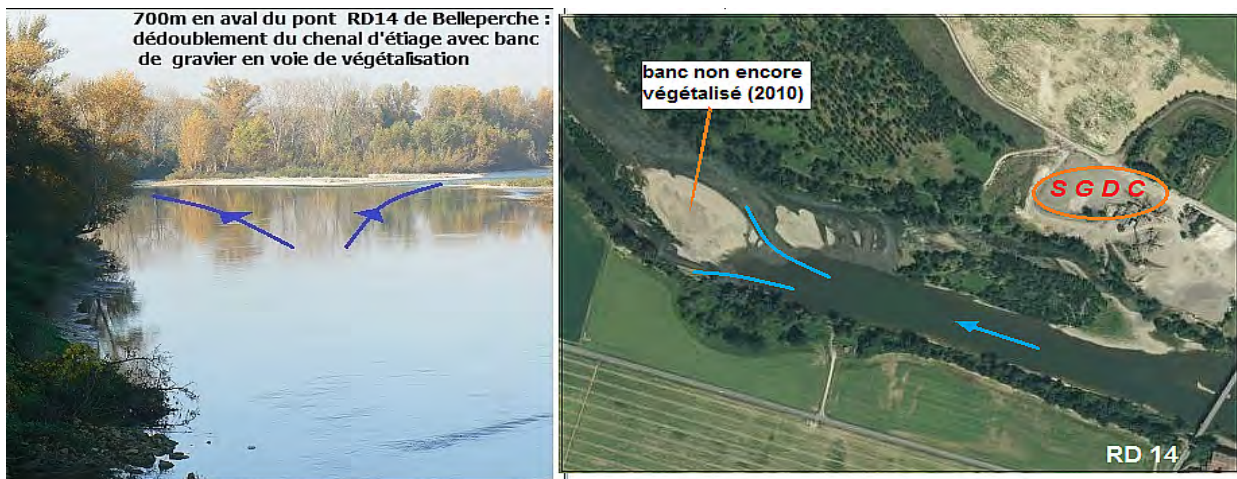 700m en aval du pont RD14 de Belleperche :
dédoublement du chenal d'étiage avec banc
de gravier en voie de végétalisation
banc non encore
végétalisé (2010)
S G D C
RD 14